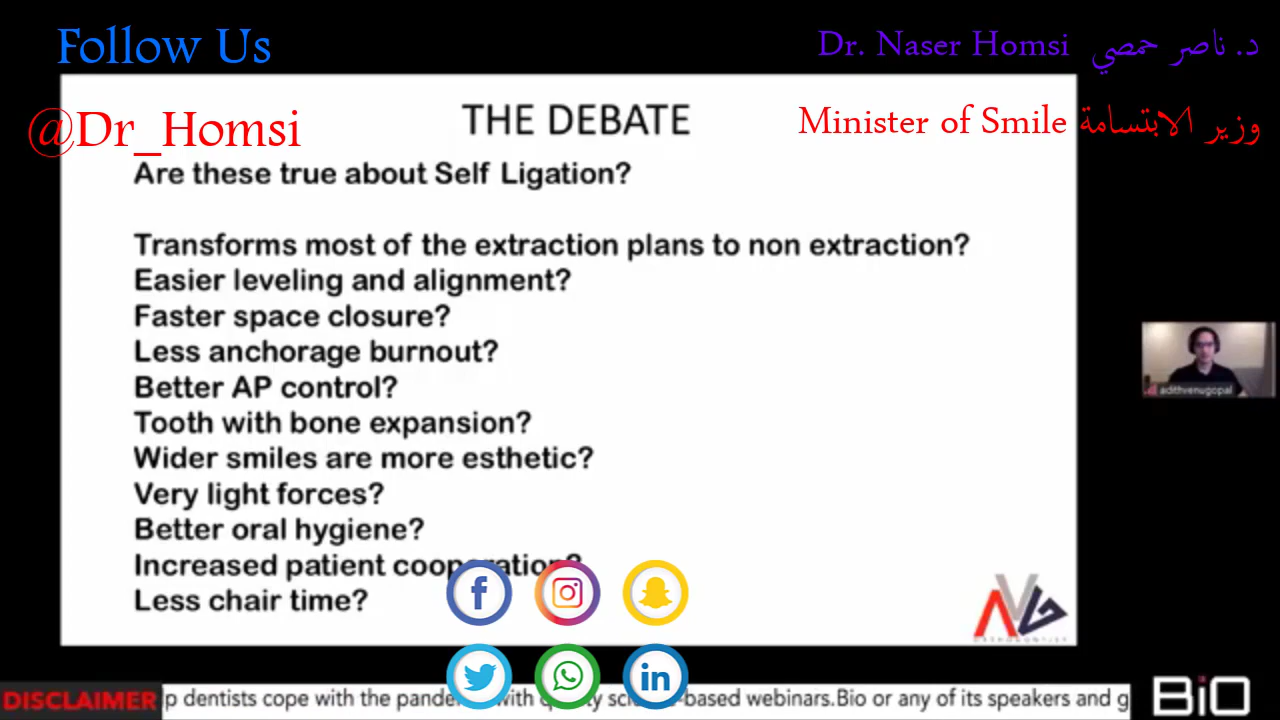 Follow Us
Dr. Naser Homsi د. ناصر حمصي
@Dr_Homsi
THE DEBATE
Minister of Smile وزير الابتسامة
Are these true about Self Ligation?
Transforms most of the extraction plans to non extraction?
Easier leveling and alignment?
Faster space closure?
Less anchorage burnout?
Better AP control?
Tooth with bone expansion?
Wider smiles are more esthetic?
Very light forces?
Better oral hygiene?
Increased patient cooperation?
Less chair time?
adithvenugopal
DISCLAIMER p dentists cope with the pande with based webinars.Bio or any of its speakers and g
BiO